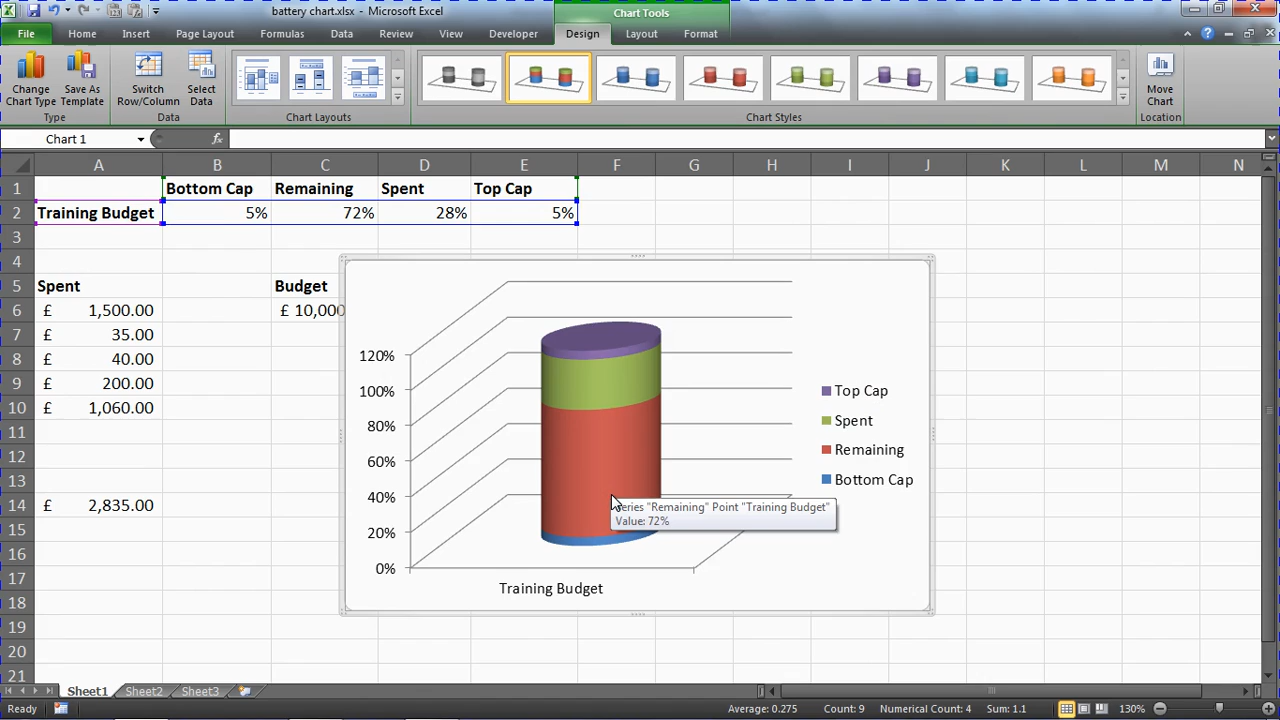 battery chart.xlsx - Microsoft Excel
Chart Tools
File Home Insert Page Layout Formulas Data Review View Developer Design Layout Format
Change Chart Type
Save As Template
Switch Row/Column
Select Data
Move Chart
Type Data Chart Layouts Chart Styles Location
Chart 1 fx
A B C D E F G H I J K L M N
1 Bottom Cap Remaining Spent Top Cap
2 Training Budget 5% 72% 28% 5%
3
4
5 Spent Budget
6 £ 1,500.00 £ 10,000
7 £ 35.00
8 £ 40.00
9 £ 200.00
10 £ 1,060.00
11
12
13
14 £ 2,835.00
15
16
17
18
19
20
21
120%
100%
80%
60%
40%
20%
0%
Training Budget
Top Cap
Spent
Remaining
Bottom Cap
eries "Remaining" Point "Training Budget"
Value: 72%
Sheet1 Sheet2 Sheet3
Ready Average: 0.275 Count: 9 Numerical Count: 4 Sum: 1.1 130%